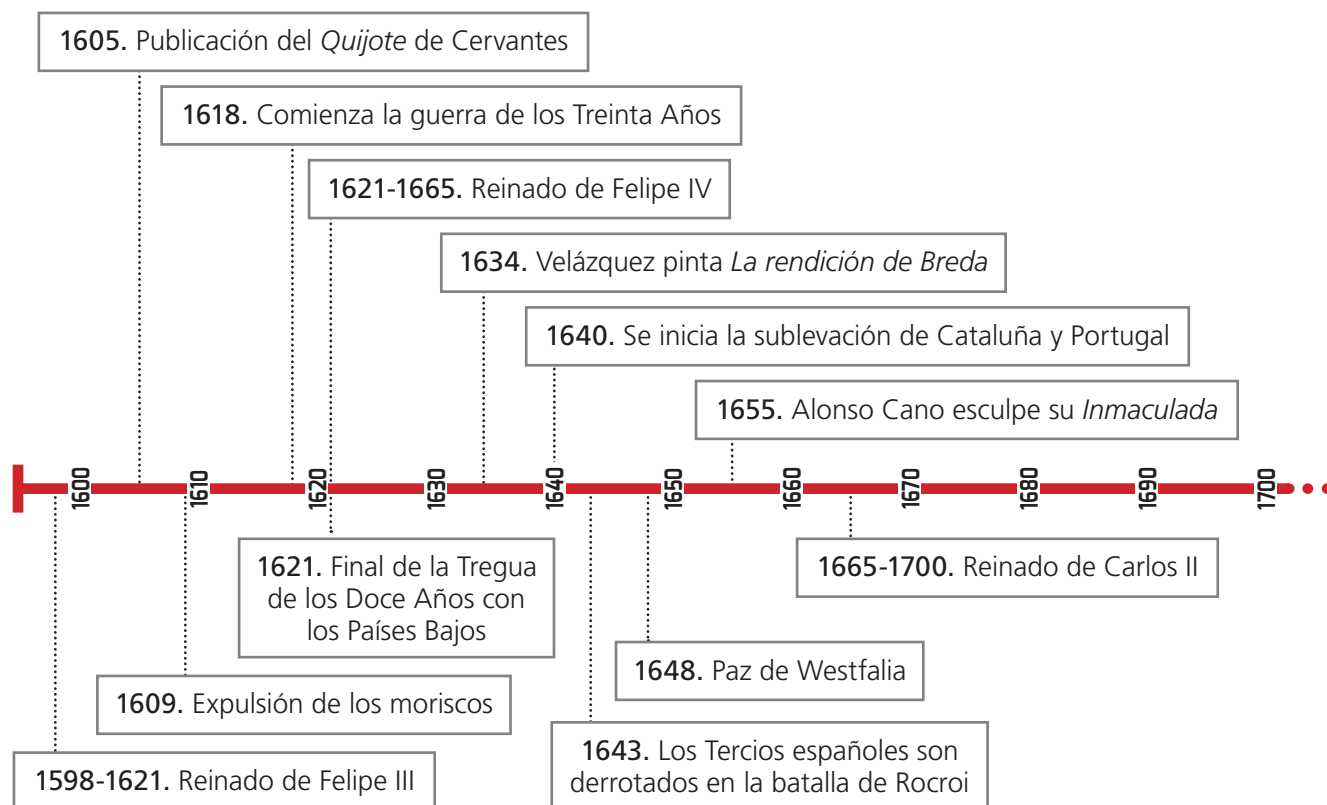 1605. Publicación del Quijote de Cervantes
1618. Comienza la guerra de los Treinta Años
1621-1665. Reinado de Felipe IV
1634. Velázquez pinta La rendición de Breda
1640. Se inicia la sublevación de Cataluña y Portugal
1655. Alonso Cano esculpe su Inmaculada
1600
1610
1620
1630
1640
1650
1660
1670
1680
1690
1700
1621. Final de la Tregua
de los Doce Años con
los Países Bajos
1665-1700. Reinado de Carlos II
1648. Paz de Westfalia
1609. Expulsión de los moriscos
1643. Los Tercios españoles son
derrotados en la batalla de Rocroi
1598-1621. Reinado de Felipe III